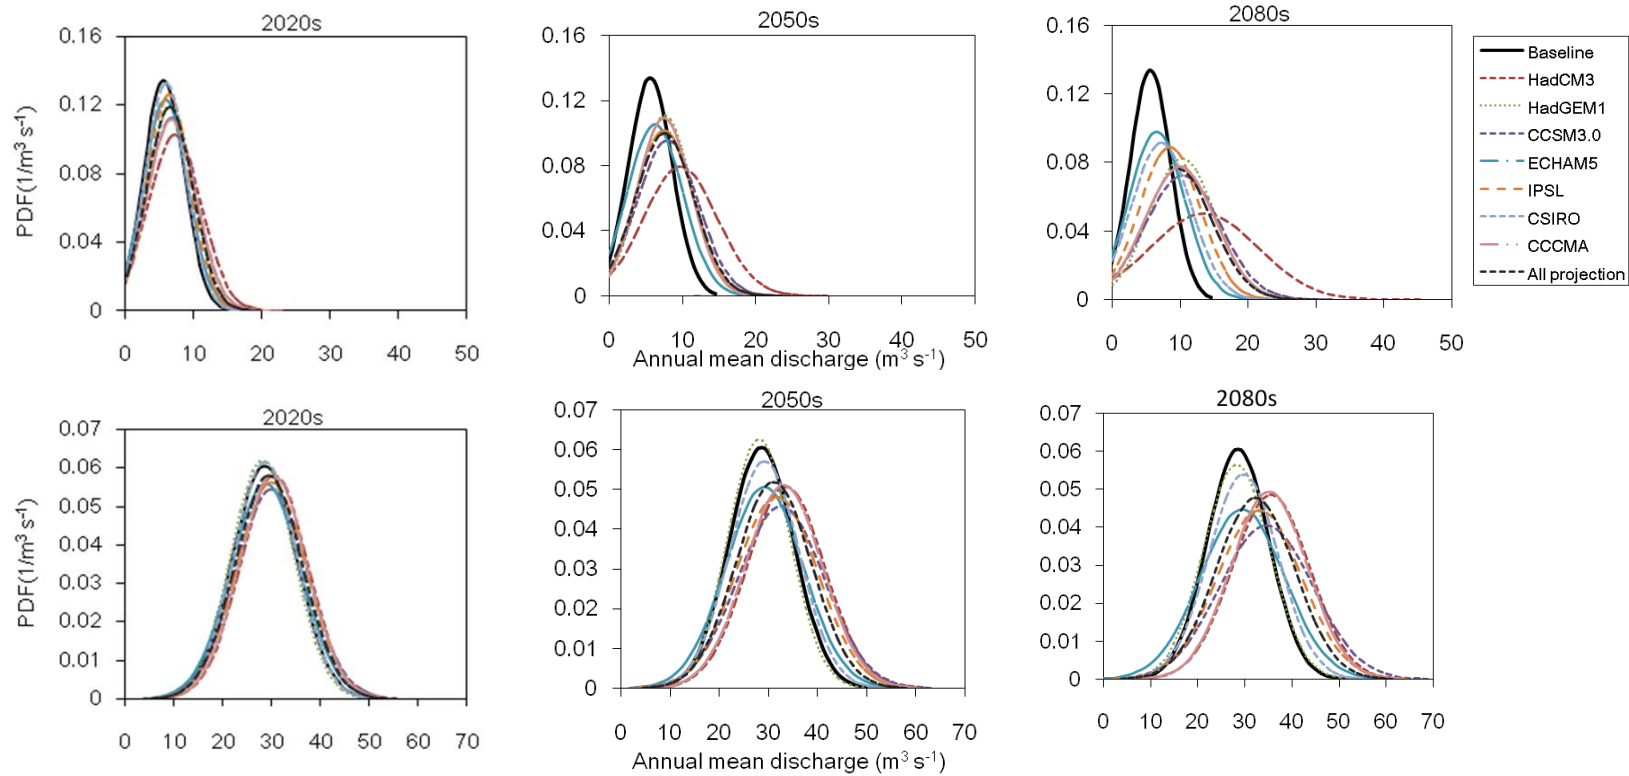 2020s
2050s
2080s
PDF(1/m³ s⁻¹)
0.16
0.12
0.08
0.04
0
0 10 20 30 40 50
0.16
0.12
0.08
0.04
0
0 10 20 30 40 50
0.16
0.12
0.08
0.04
0
0 10 20 30 40 50
Annual mean discharge (m³ s⁻¹)
Baseline
HadCM3
HadGEM1
CCSM3.0
ECHAM5
IPSL
CSIRO
CCCMA
All projection
2020s
2050s
2080s
PDF(1/m³ s⁻¹)
0.07
0.06
0.05
0.04
0.03
0.02
0.01
0
0 10 20 30 40 50 60 70
0.07
0.06
0.05
0.04
0.03
0.02
0.01
0
0 10 20 30 40 50 60 70
0.07
0.06
0.05
0.04
0.03
0.02
0.01
0
0 10 20 30 40 50 60 70
Annual mean discharge (m³ s⁻¹)